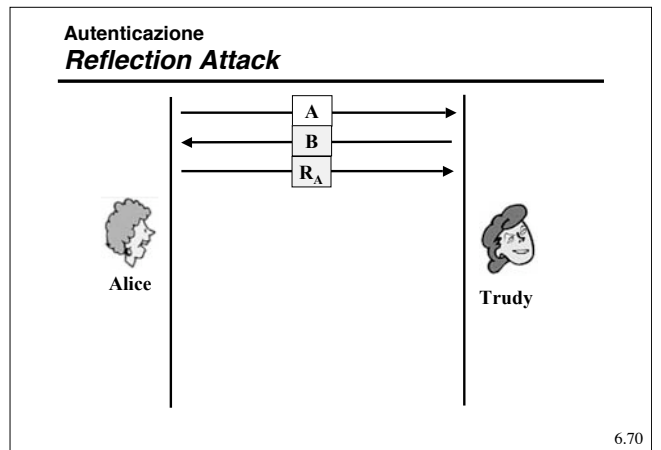 Autenticazione
Reflection Attack
A
B
R_A
Alice
Trudy
6.70